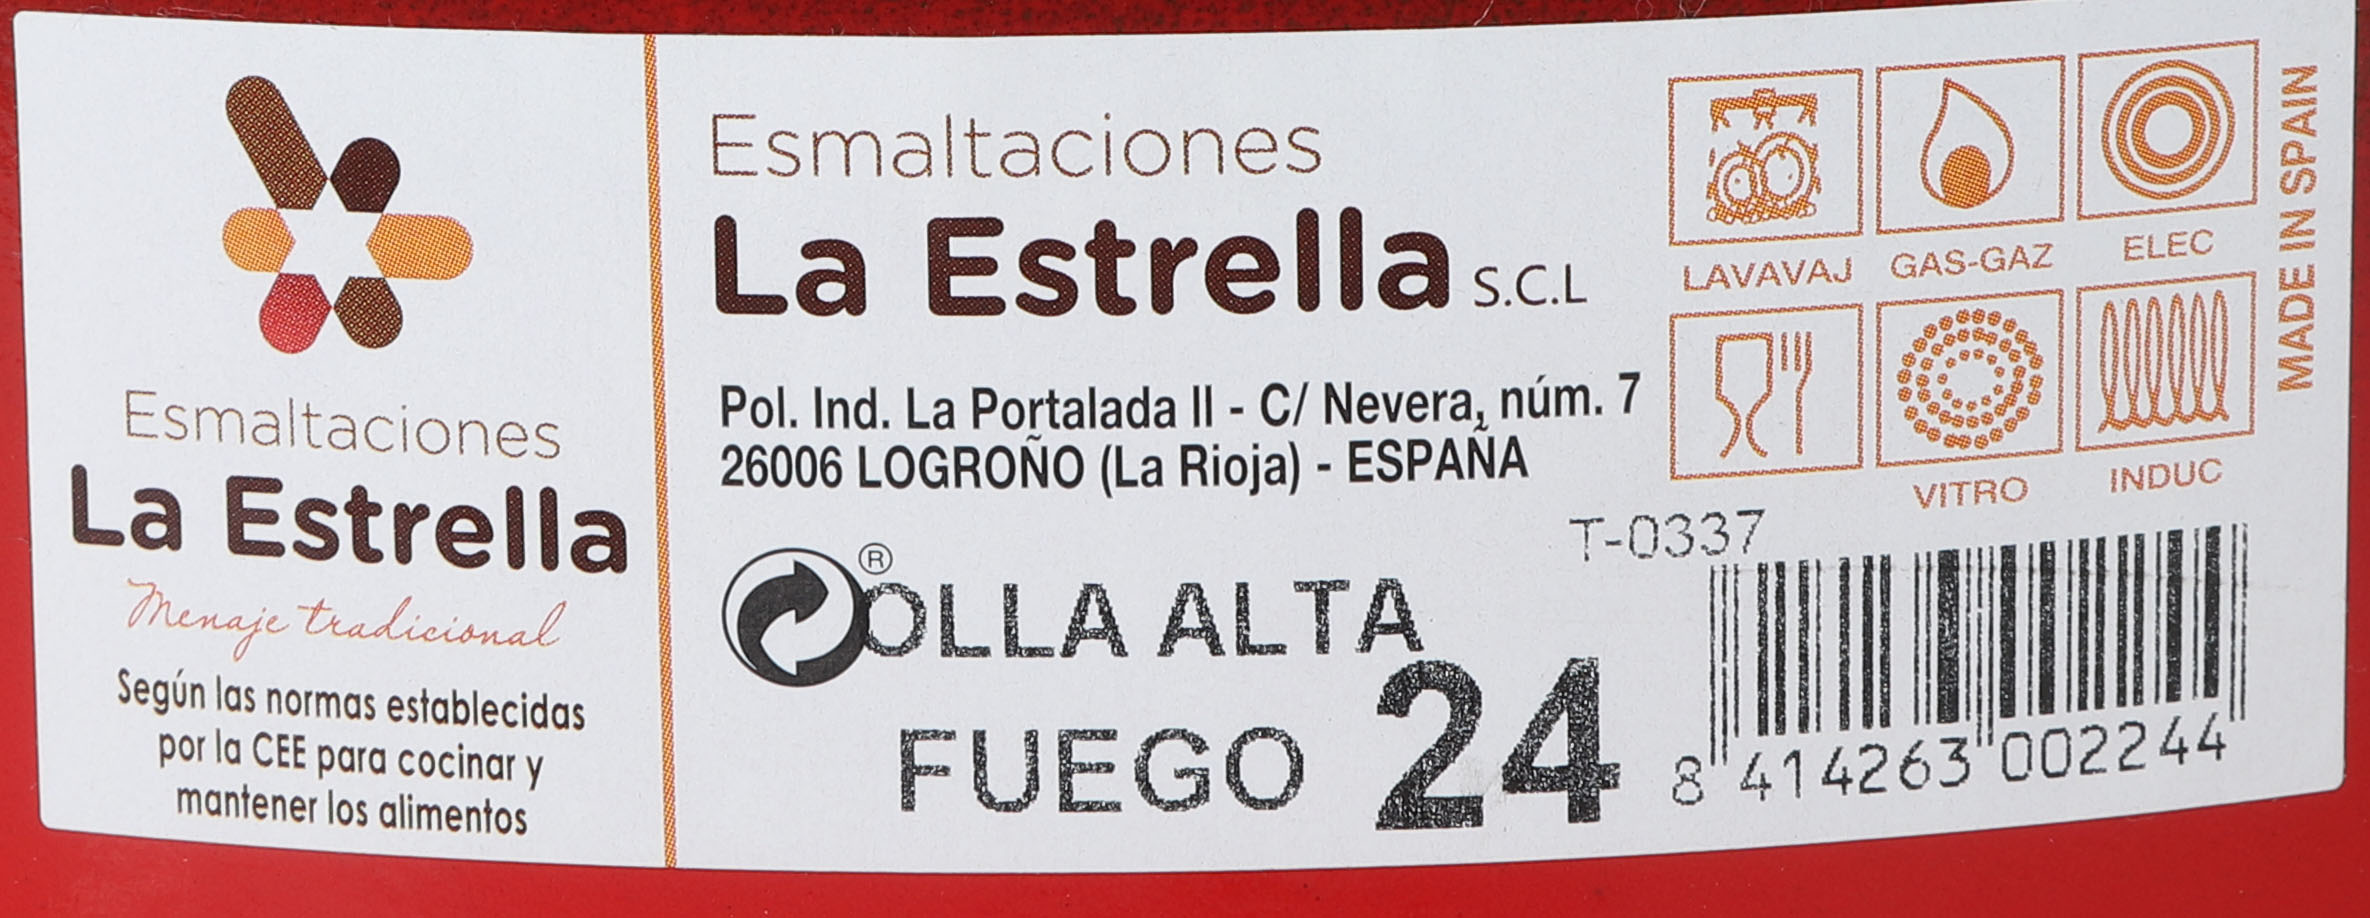 Esmaltaciones
La Estrella
Menaje tradicional
Según las normas establecidas
por la CEE para cocinar y
mantener los alimentos
Esmaltaciones
La Estrella S.C.L
Pol. Ind. La Portalada II - C/ Nevera, núm. 7
26006 LOGROÑO (La Rioja) - ESPAÑA
®
OLLA ALTA
FUEGO 24
LAVAVAJ GAS-GAZ ELEC
VITRO INDUC
MADE IN SPAIN
T-0337
8 414263 002244